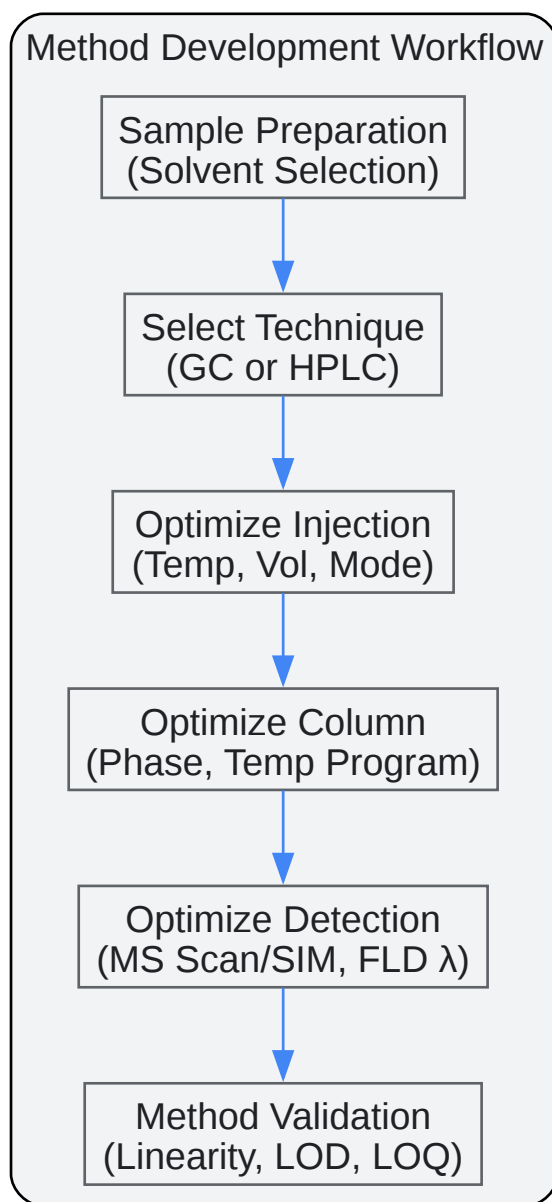 Method Development Workflow
Sample Preparation
(Solvent Selection)
Select Technique
(GC or HPLC)
Optimize Injection
(Temp, Vol, Mode)
Optimize Column
(Phase, Temp Program)
Optimize Detection
(MS Scan/SIM, FLD λ)
Method Validation
(Linearity, LOD, LOQ)